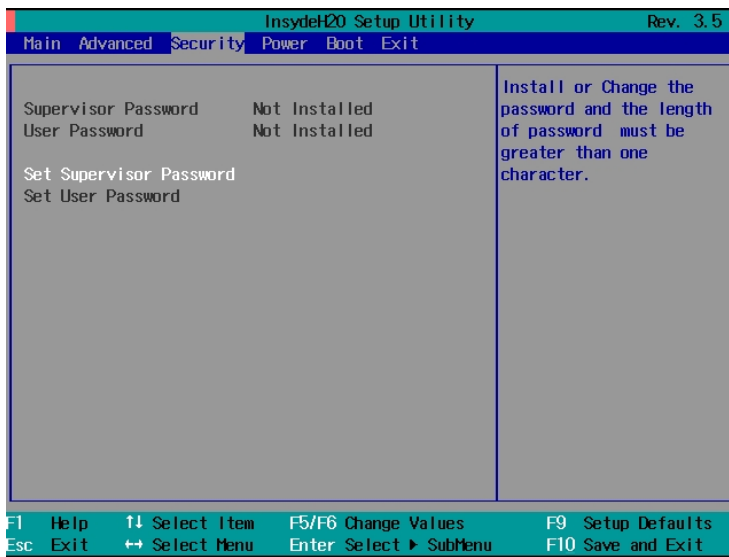 InsydeH20 Setup Utility Rev. 3.5
Main Advanced Security Power Boot Exit
Supervisor Password Not Installed
User Password Not Installed
Set Supervisor Password
Set User Password
Install or Change the
password and the length
of password must be
greater than one
character.
F1 Help ↑↓ Select Item F5/F6 Change Values F9 Setup Defaults
Esc Exit ↔ Select Menu Enter Select ▶ SubMenu F10 Save and Exit